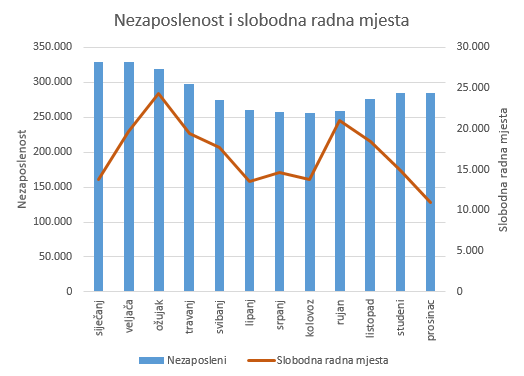 Nezaposlenost i slobodna radna mjesta
350.000
300.000
250.000
200.000
150.000
100.000
50.000
0
Nezaposlenost
30.000
25.000
20.000
15.000
10.000
5.000
0
Slobodna radna mjesta
siječanj
veljača
ožujak
travanj
svibanj
lipanj
srpanj
kolovoz
rujan
listopad
studeni
prosinac
Nezaposleni
Slobodna radna mjesta